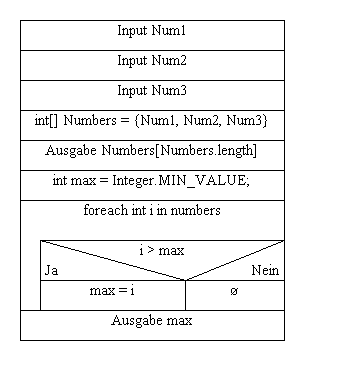 Input Num1
Input Num2
Input Num3
int[] Numbers = {Num1, Num2, Num3}
Ausgabe Numbers[Numbers.length]
int max = Integer.MIN_VALUE;
foreach int i in numbers
i > max
Ja Nein
max = i ø
Ausgabe max